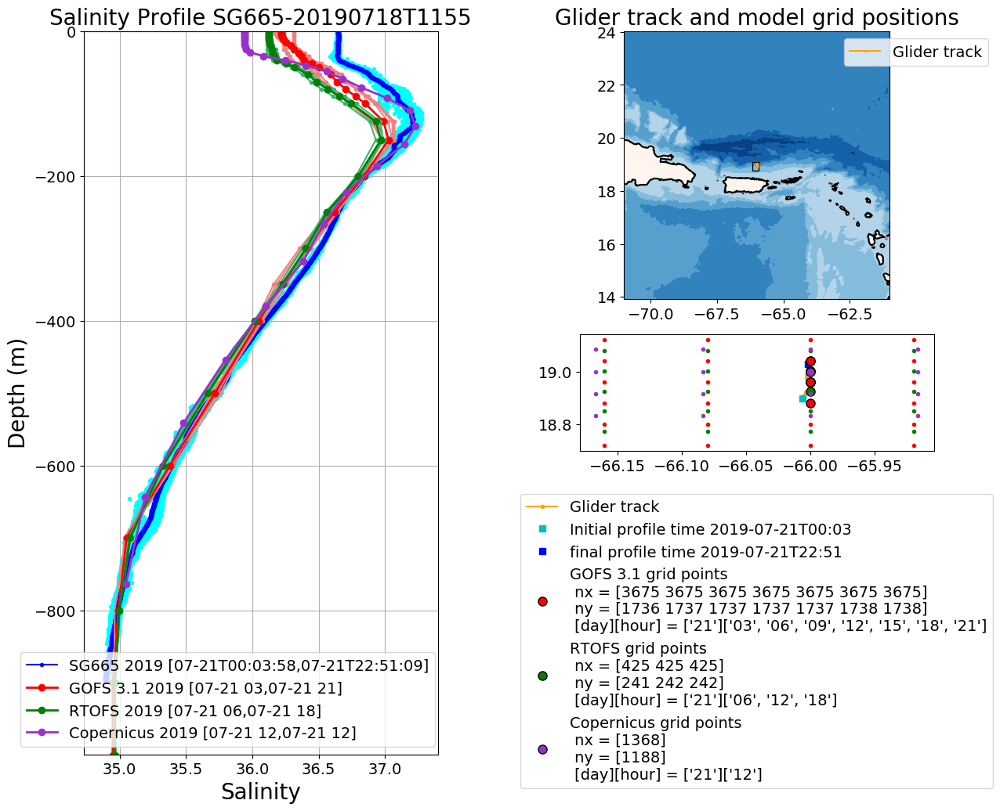 Salinity Profile SG665-20190718T1155
0
−200
−400
−600
−800
Depth (m)
35.0
35.5
36.0
36.5
37.0
Salinity
SG665 2019 [07-21T00:03:58,07-21T22:51:09]
GOFS 3.1 2019 [07-21 03,07-21 21]
RTOFS 2019 [07-21 06,07-21 18]
Copernicus 2019 [07-21 12,07-21 12]
Glider track and model grid positions
Glider track
24
22
20
18
16
14
−70.0
−67.5
−65.0
−62.5
19.0
18.8
−66.15
−66.10
−66.05
−66.00
−65.95
Glider track
Initial profile time 2019-07-21T00:03
final profile time 2019-07-21T22:51
GOFS 3.1 grid points
nx = [3675 3675 3675 3675 3675 3675 3675]
ny = [1736 1737 1737 1737 1737 1738 1738]
[day][hour] = ['21']['03', '06', '09', '12', '15', '18', '21']
RTOFS grid points
nx = [425 425 425]
ny = [241 242 242]
[day][hour] = ['21']['06', '12', '18']
Copernicus grid points
nx = [1368]
ny = [1188]
[day][hour] = ['21']['12']